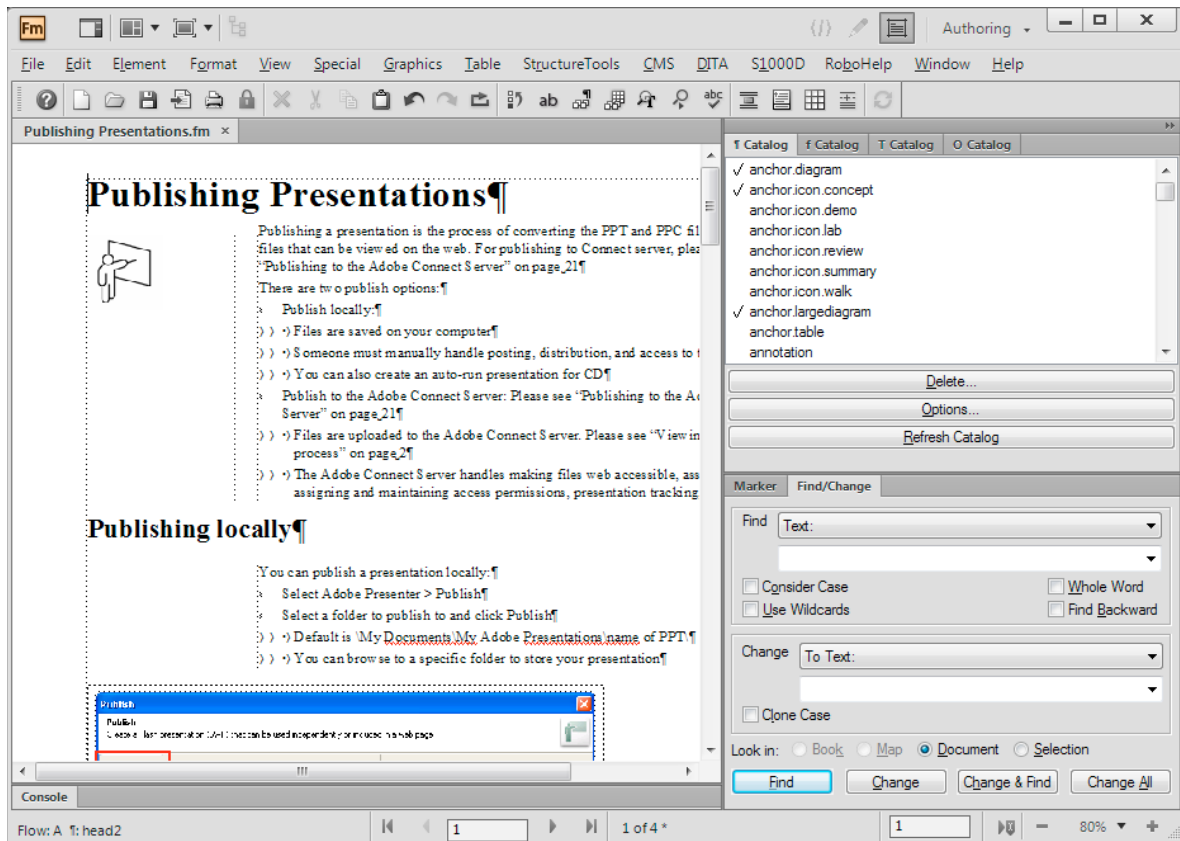 Fm
Authoring
File Edit Element Format View Special Graphics Table StructureTools CMS DITA S1000D RoboHelp Window Help
ab abc
Publishing Presentations.fm ×
Publishing Presentations¶
Publishing a presentation is the process of converting the PPT and PPC fil
files that can be viewed on the web. For publishing to Connect server, plea
“Publishing to the Adobe Connect Server” on page 21¶
There are two publish options:¶
Publish locally:¶
Files are saved on your computer¶
Someone must manually handle posting, distribution, and access to t
You can also create an auto-run presentation for CD¶
Publish to the Adobe Connect Server: Please see “Publishing to the Ad
Server” on page 21¶
Files are uploaded to the Adobe Connect Server. Please see “Viewin
process” on page 2¶
The Adobe Connect Server handles making files web accessible, ass
assigning and maintaining access permissions, presentation tracking
Publishing locally¶
You can publish a presentation locally:¶
Select Adobe Presenter > Publish¶
Select a folder to publish to and click Publish¶
Default is \My Documents\My Adobe Presentations\name of PPT\¶
You can browse to a specific folder to store your presentation¶
Publish
Publish
Console
Flow: A ¶: head2
1
1 of 4 *
¶ Catalog f Catalog T Catalog O Catalog
✓ anchor.diagram
✓ anchor.icon.concept
anchor.icon.demo
anchor.icon.lab
anchor.icon.review
anchor.icon.summary
anchor.icon.walk
✓ anchor.largediagram
anchor.table
annotation
Delete...
Options...
Refresh Catalog
Marker Find/Change
Find Text:
Consider Case Whole Word
Use Wildcards Find Backward
Change To Text:
Clone Case
Look in: Book Map Document Selection
Find Change Change & Find Change All
1 80%